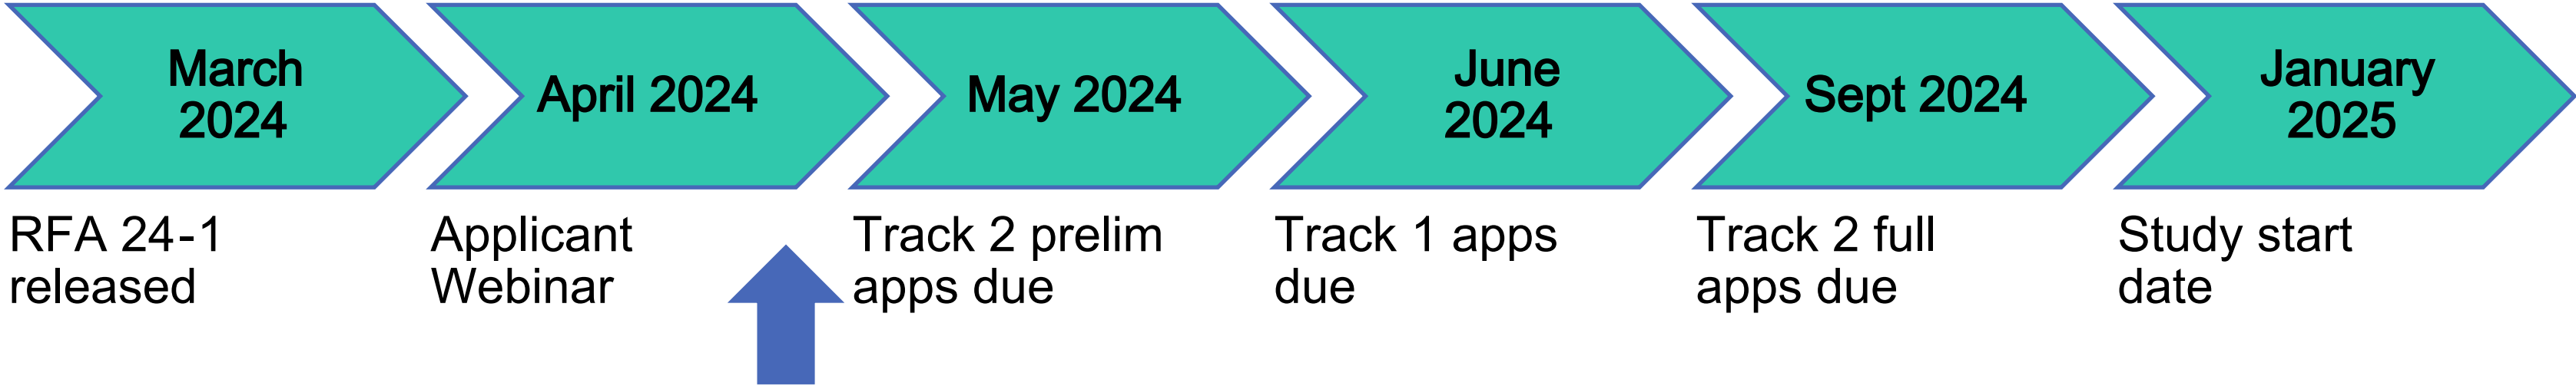 March
2024
April 2024
May 2024
June
2024
Sept 2024
January
2025
RFA 24-1
released
Applicant
Webinar
Track 2 prelim
apps due
Track 1 apps
due
Track 2 full
apps due
Study start
date